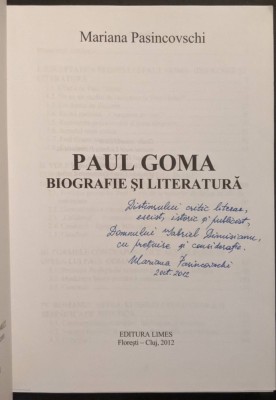 Mariana Pasincovschi
PAUL GOMA
BIOGRAFIE ȘI LITERATURĂ
Distinsului critic literar,
eseist, istoric și publicist,
Domnului Gabriel Dimisianu,
cu prețuire și considerație.
Mariana Pasincovschi
2012
EDITURA LIMES
Florești – Cluj, 2012